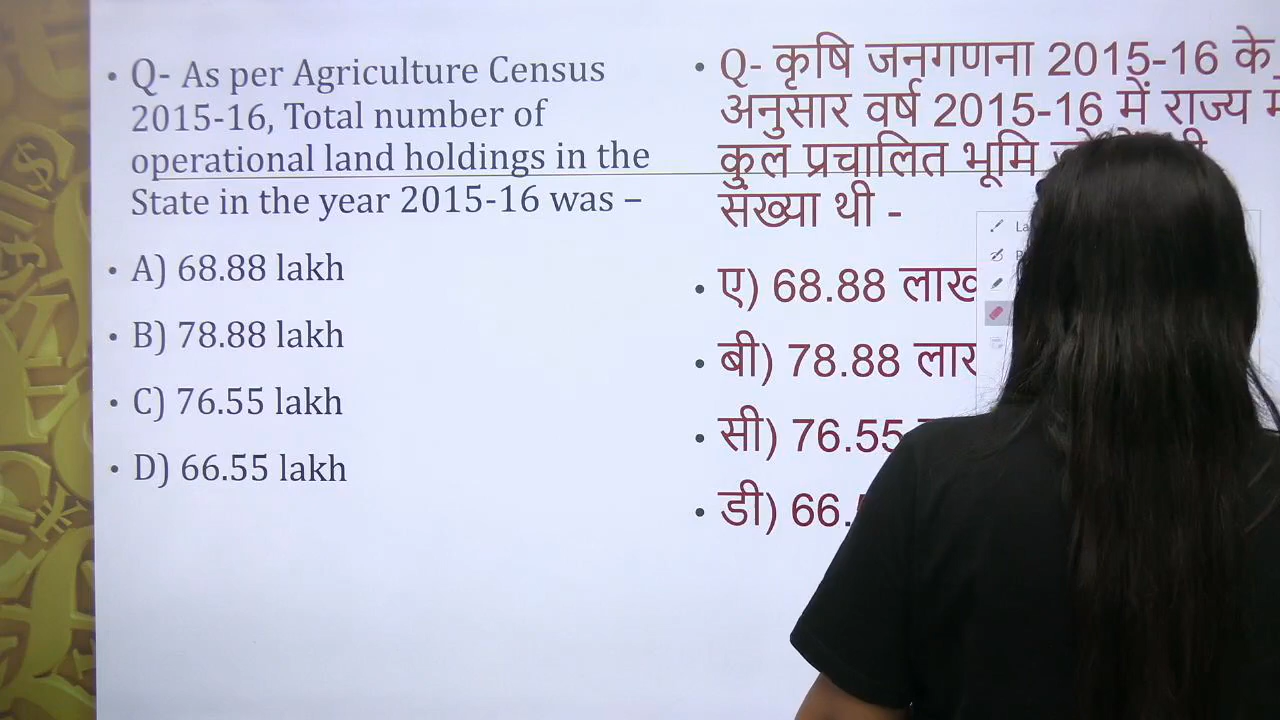 Q- As per Agriculture Census
2015-16, Total number of
operational land holdings in the
State in the year 2015-16 was –
A) 68.88 lakh
B) 78.88 lakh
C) 76.55 lakh
D) 66.55 lakh
Q- कृषि जनगणना 2015-16 के
अनुसार वर्ष 2015-16 में राज्य
कुल प्रचालित भूमि
संख्या थी -
ए) 68.88 लाख
बी) 78.88
सी) 76.55
डी) 66.